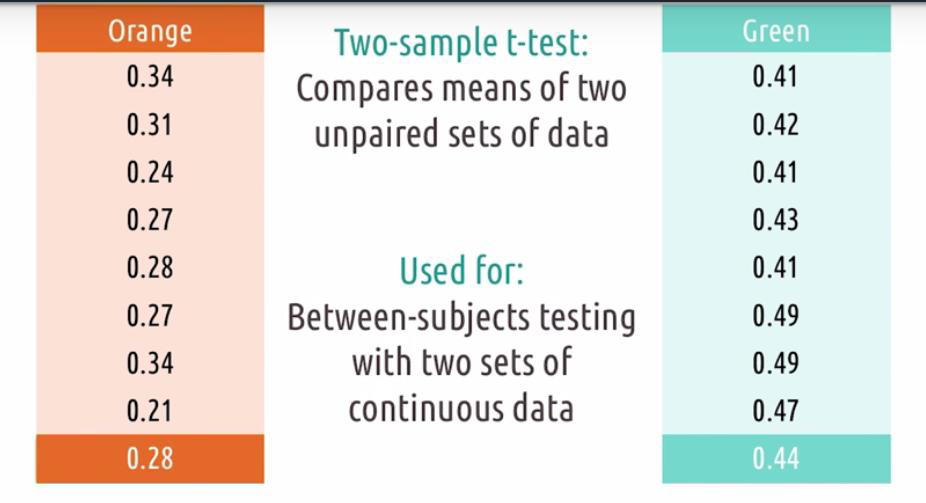 Orange
0.34
0.31
0.24
0.27
0.28
0.27
0.34
0.21
0.28
Two-sample t-test:
Compares means of two
unpaired sets of data
Used for:
Between-subjects testing
with two sets of
continuous data
Green
0.41
0.42
0.41
0.43
0.41
0.49
0.49
0.47
0.44